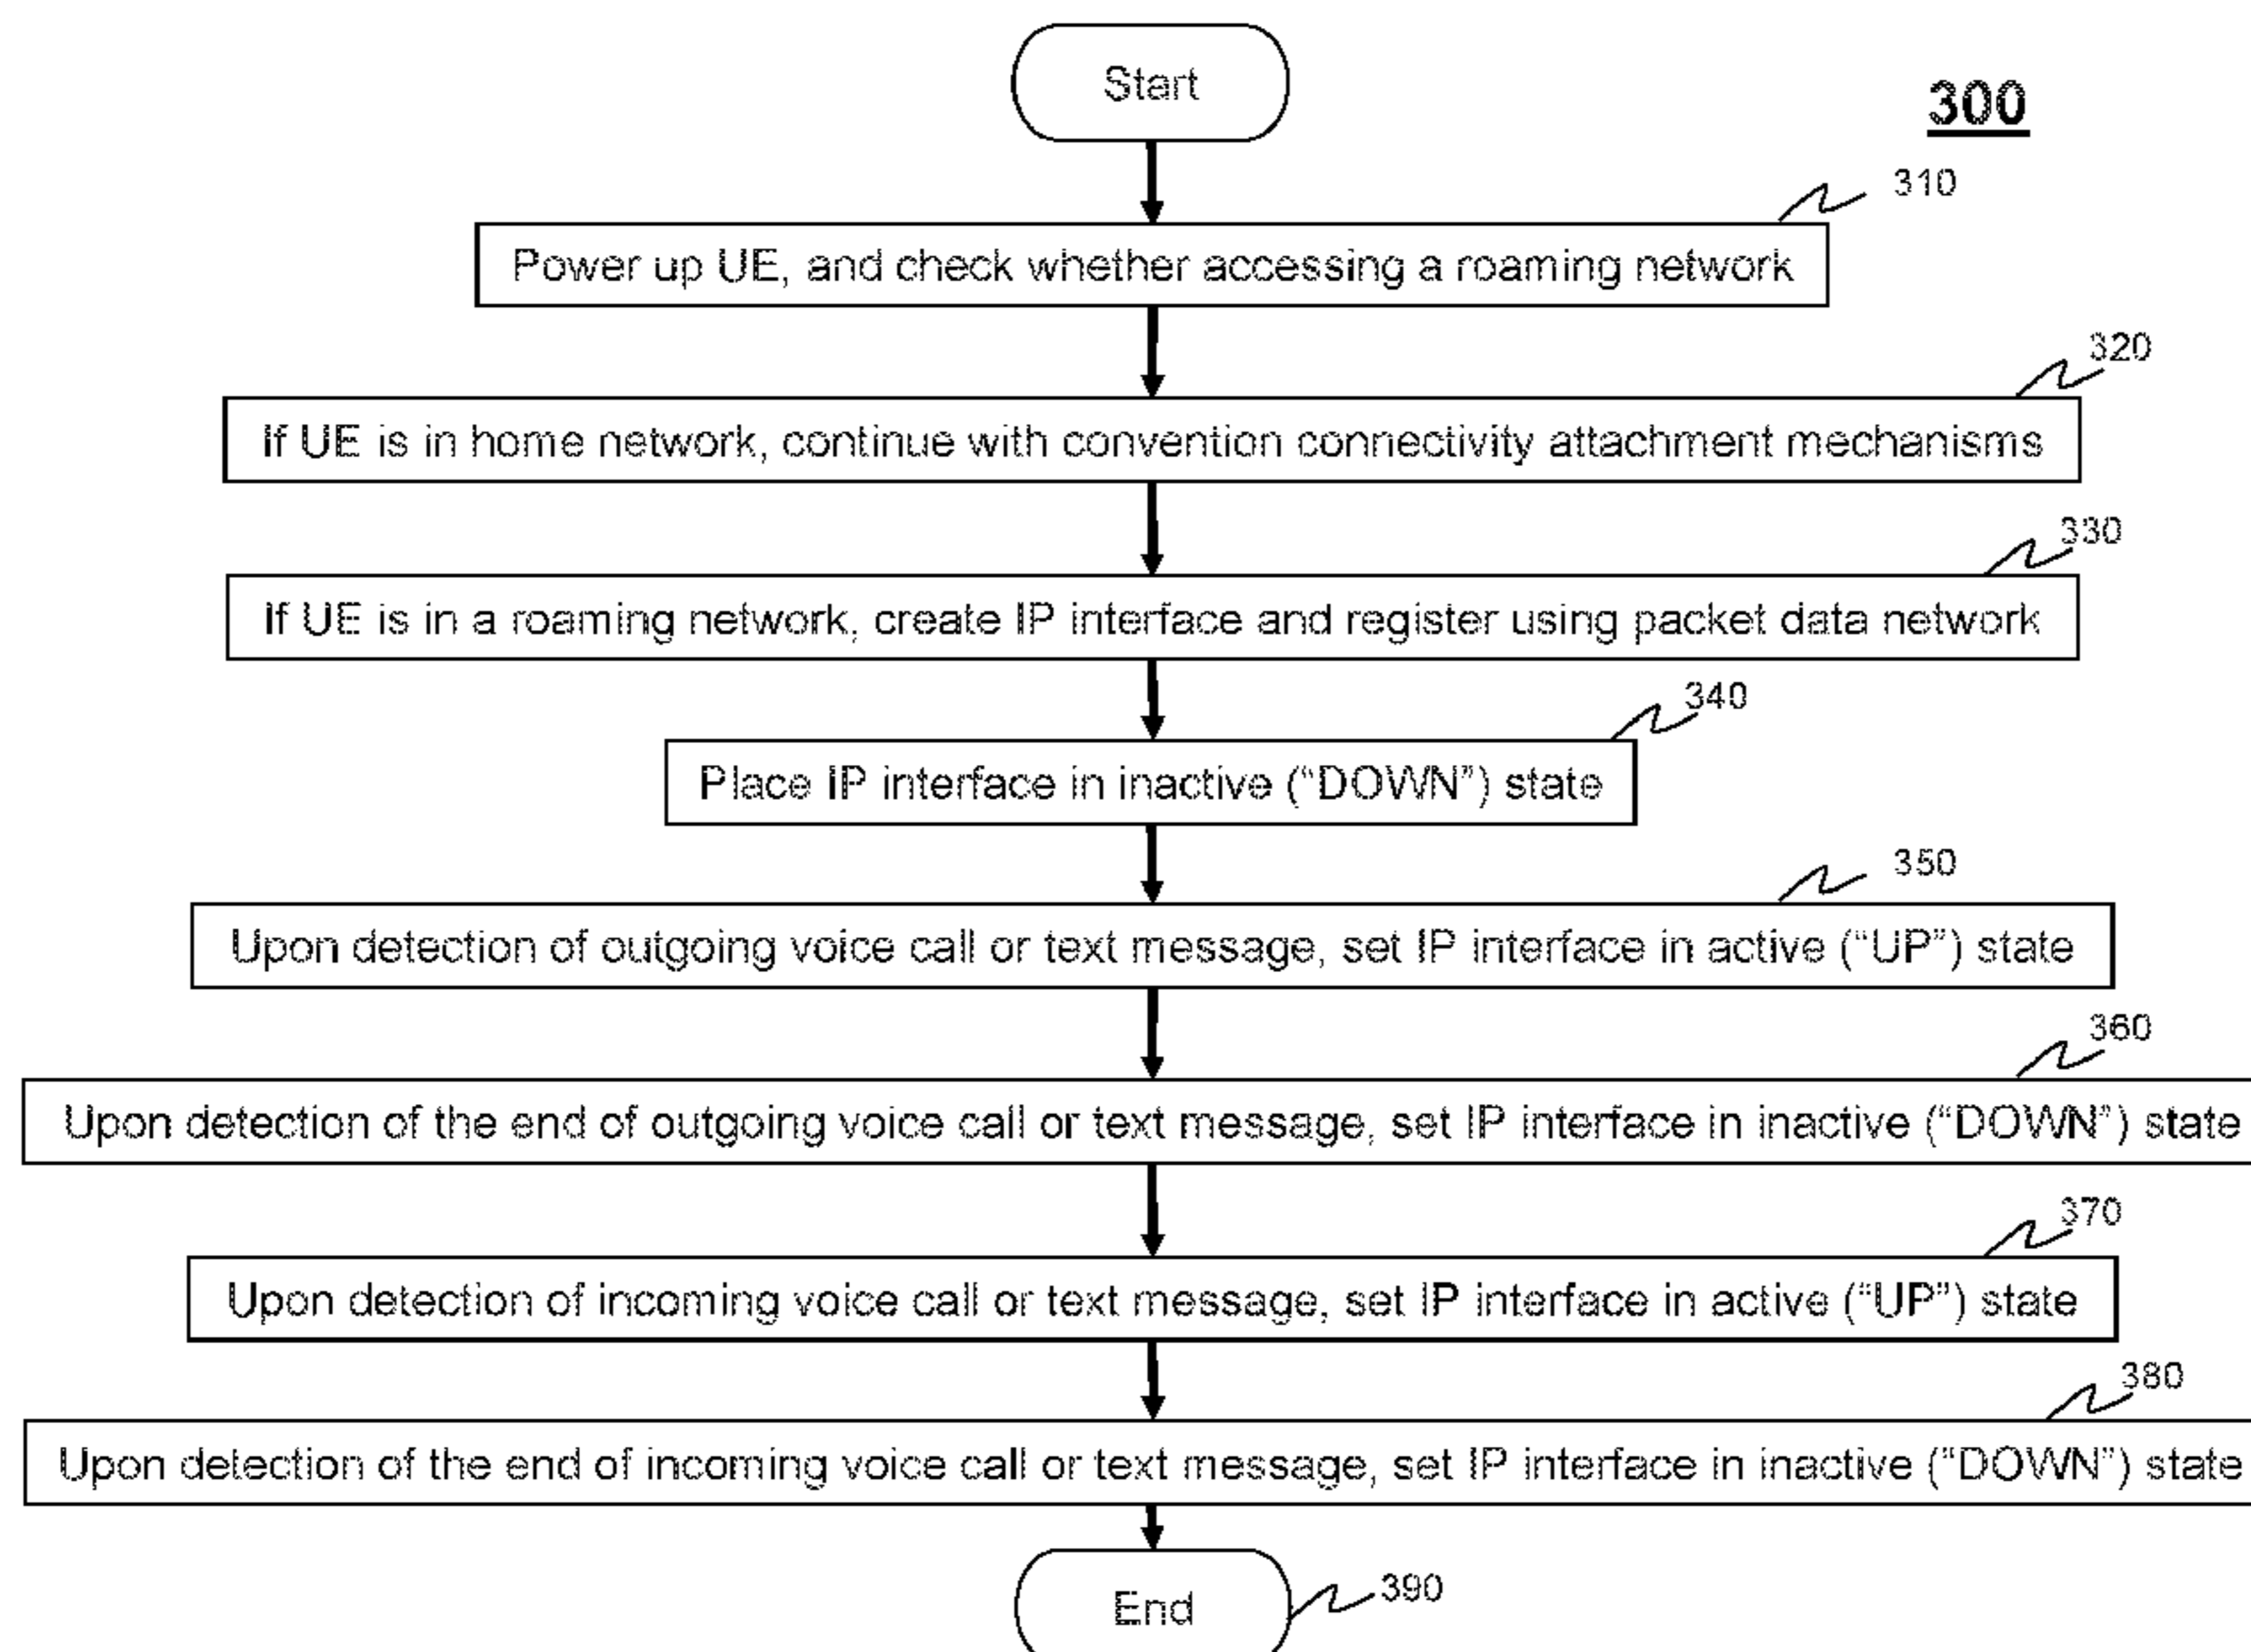 Start
300
310
Power up UE, and check whether accessing a roaming network
320
If UE is in home network, continue with convention connectivity attachment mechanisms
330
If UE is in a roaming network, create IP interface and register using packet data network
340
Place IP interface in inactive (“DOWN”) state
350
Upon detection of outgoing voice call or text message, set IP interface in active (“UP”) state
360
Upon detection of the end of outgoing voice call or text message, set IP interface in inactive (“DOWN”) state
370
Upon detection of incoming voice call or text message, set IP interface in active (“UP”) state
380
Upon detection of the end of incoming voice call or text message, set IP interface in inactive (“DOWN”) state
End
390